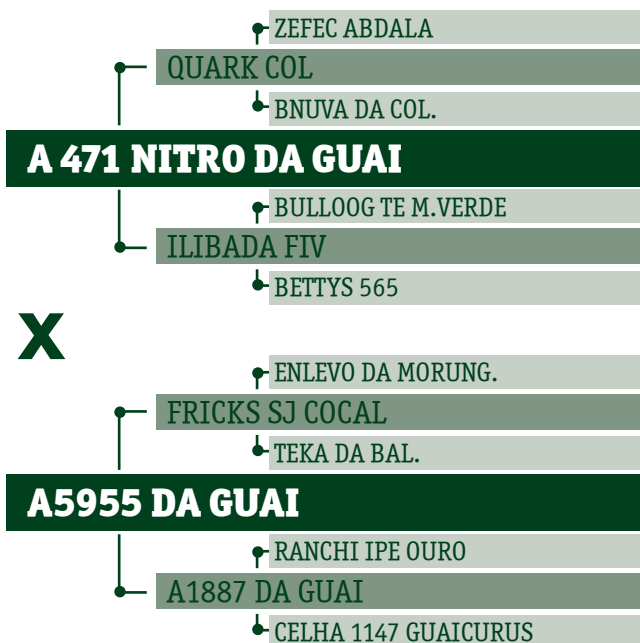 ZEFEC ABDALA
QUARK COL
BNUVA DA COL.
A 471 NITRO DA GUAI
BULLOOG TE M.VERDE
ILIBADA FIV
BETTYS 565
X
ENLEVO DA MORUNG.
FRICKS SJ COCAL
TEKA DA BAL.
A5955 DA GUAI
RANCHI IPE OURO
A1887 DA GUAI
CELHA 1147 GUAICURUS